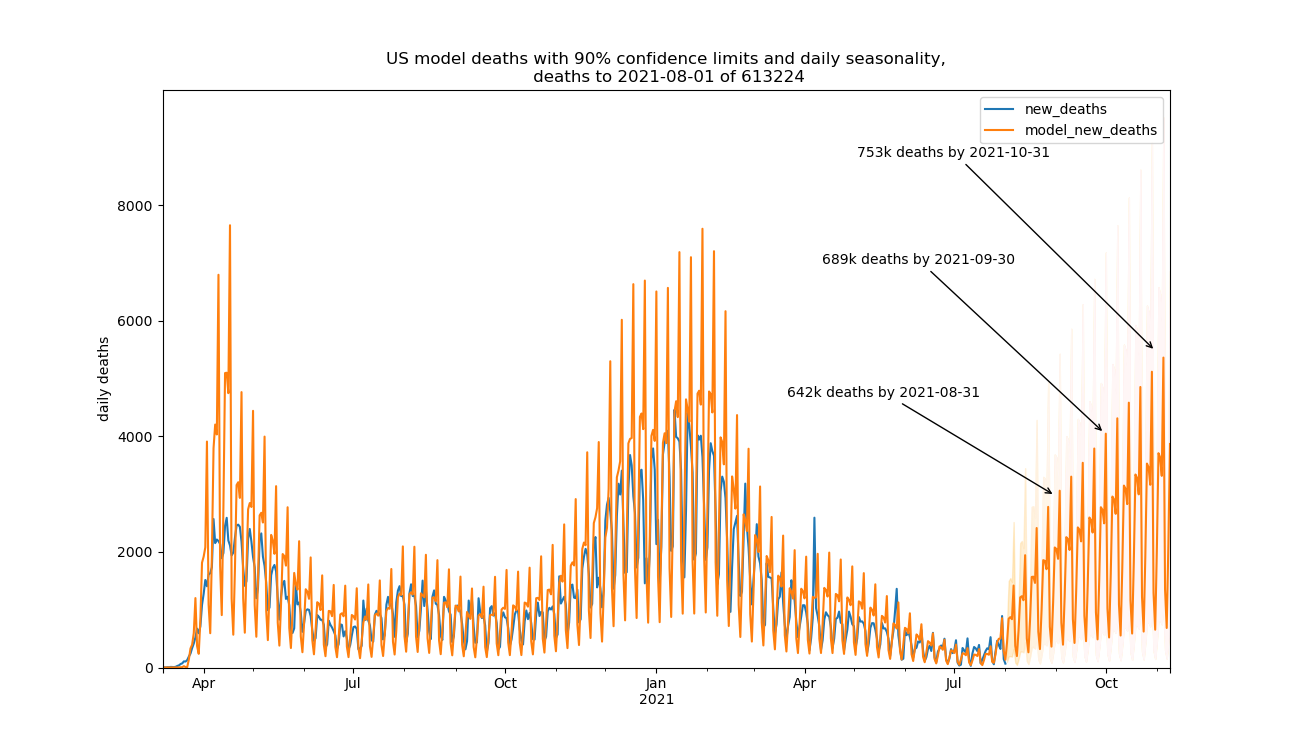 US model deaths with 90% confidence limits and daily seasonality,
deaths to 2021-08-01 of 613224
new_deaths
model_new_deaths
753k deaths by 2021-10-31
689k deaths by 2021-09-30
642k deaths by 2021-08-31
daily deaths
8000
6000
4000
2000
0
Apr
Jul
Oct
Jan
2021
Apr
Jul
Oct